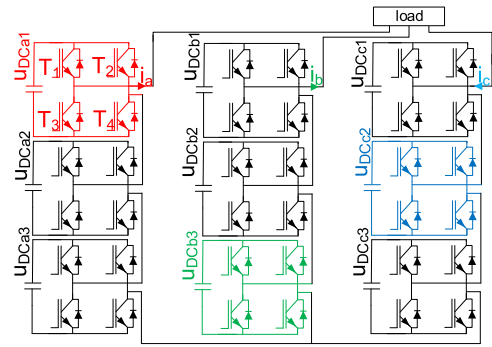 load
uDCa1
T1
T2
T3
T4
ia
uDCb1
ib
uDCc1
ic
uDCa2
uDCb2
uDCc2
uDCa3
uDCb3
uDCc3